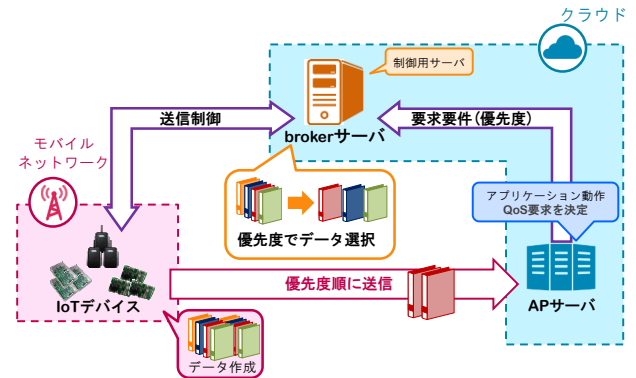 クラウド
制御用サーバ
送信制御
brokerサーバ
要求要件(優先度)
モバイル
ネットワーク
アプリケーション動作
QoS要求を決定
優先度でデータ選択
優先度順に送信
IoTデバイス
APサーバ
データ作成